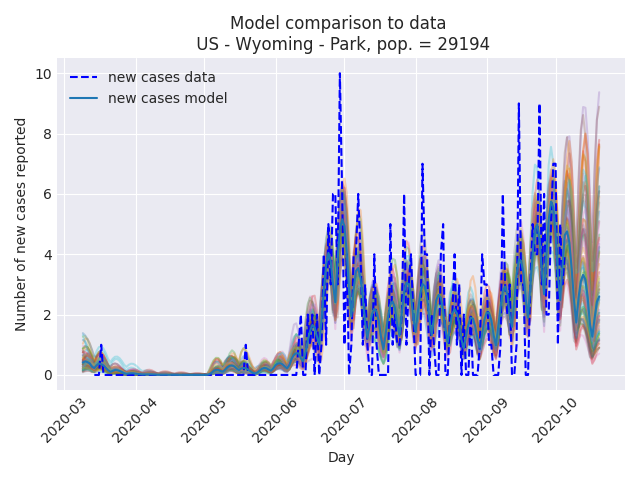 Model comparison to data
US - Wyoming - Park, pop. = 29194
new cases data
new cases model
Number of new cases reported
10
8
6
4
2
0
2020-03
2020-04
2020-05
2020-06
2020-07
2020-08
2020-09
2020-10
Day